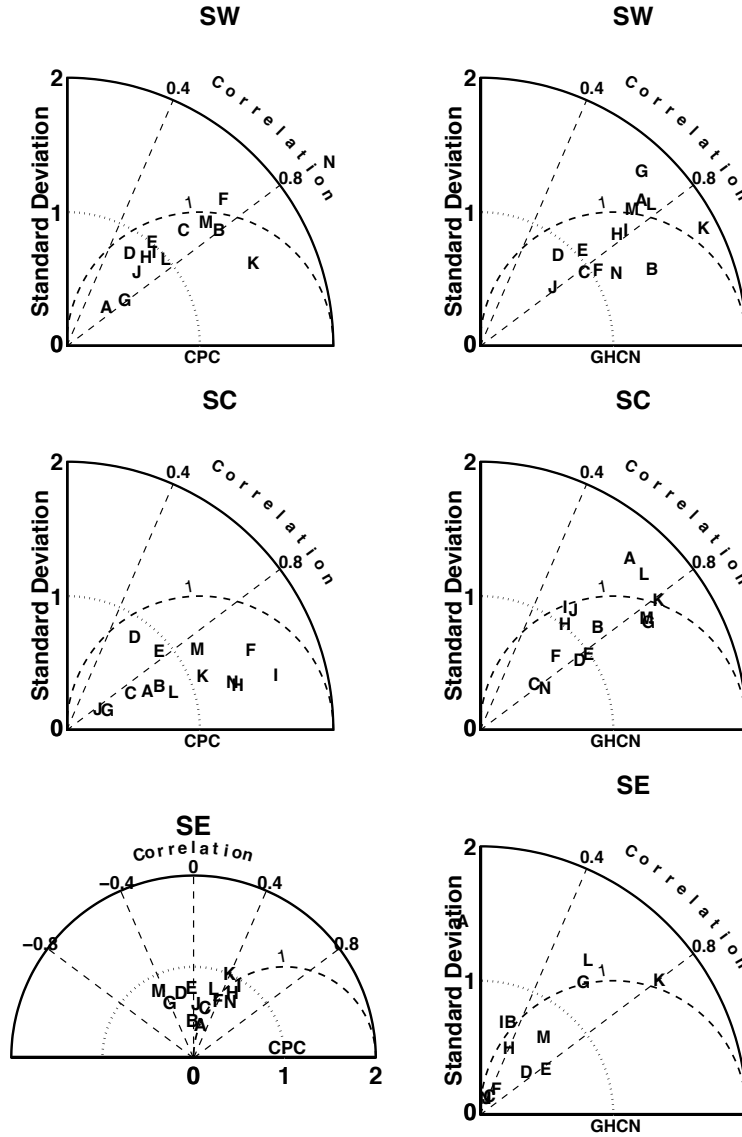 SW
2
0.4
Correlation
N
0.8
Standard Deviation
1
1
F
M
C
B
E
D
I
H
L
K
J
G
A
0
CPC
SW
2
0.4
Correlation
G
0.8
Standard Deviation
1
1
A
L
M
K
I
H
E
D
B
C
F
N
J
0
GHCN
SC
2
0.4
Correlation
0.8
Standard Deviation
1
1
D
E
M
F
K
I
N
H
B
A
L
C
J
G
0
CPC
SC
2
0.4
Correlation
A
0.8
L
Standard Deviation
1
1
K
I
J
H
M
G
B
F
E
D
C
N
0
GHCN
SE
Correlation
0
−0.4
0.4
−0.8
0.8
1
K
M
D
E
L
I
H
G
J
F
N
C
B
A
CPC
0
1
2
SE
2
0.4
Correlation
A
0.8
Standard Deviation
L
1
1
G
K
I
B
M
H
D
E
F
0
GHCN